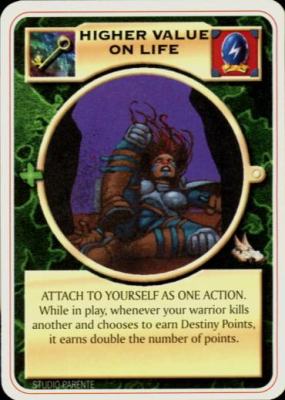 HIGHER VALUE
ON LIFE
ATTACH TO YOURSELF AS ONE ACTION.
While in play, whenever your warrior kills
another and chooses to earn Destiny Points,
it earns double the number of points.
STUDIO PARENTE